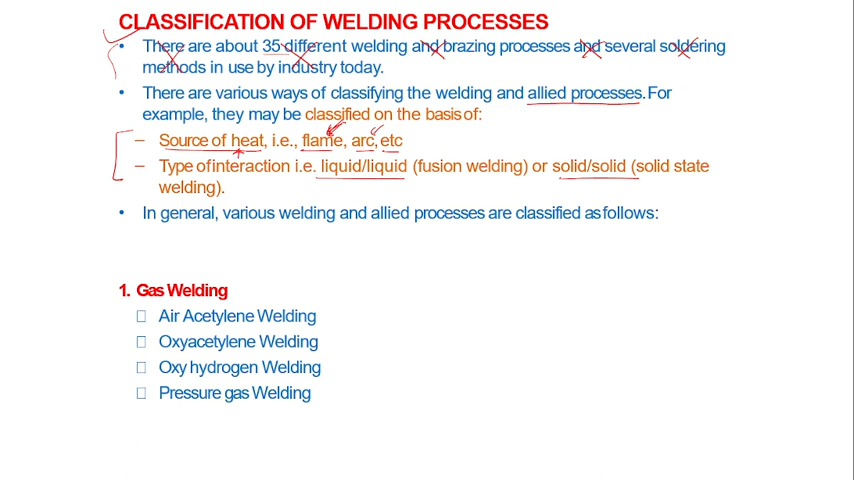 CLASSIFICATION OF WELDING PROCESSES
• There are about 35 different welding and brazing processes and several soldering
methods in use by industry today.
• There are various ways of classifying the welding and allied processes. For
example, they may be classified on the basis of:
– Source of heat, i.e., flame, arc, etc
– Type of interaction i.e. liquid/liquid (fusion welding) or solid/solid (solid state
welding).
• In general, various welding and allied processes are classified as follows:
1. Gas Welding
Air Acetylene Welding
Oxyacetylene Welding
Oxy hydrogen Welding
Pressure gas Welding